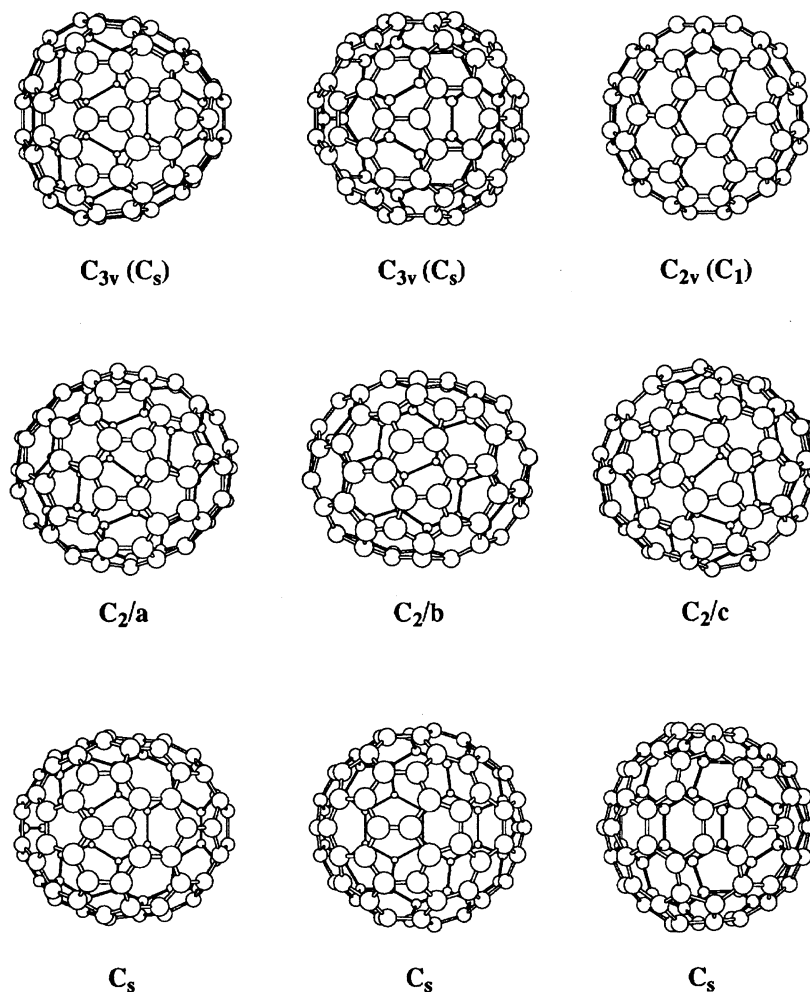 C₃ᵥ (Cₛ) C₃ᵥ (Cₛ) C₂ᵥ (C₁)
C₂/a C₂/b C₂/c
Cₛ Cₛ Cₛ